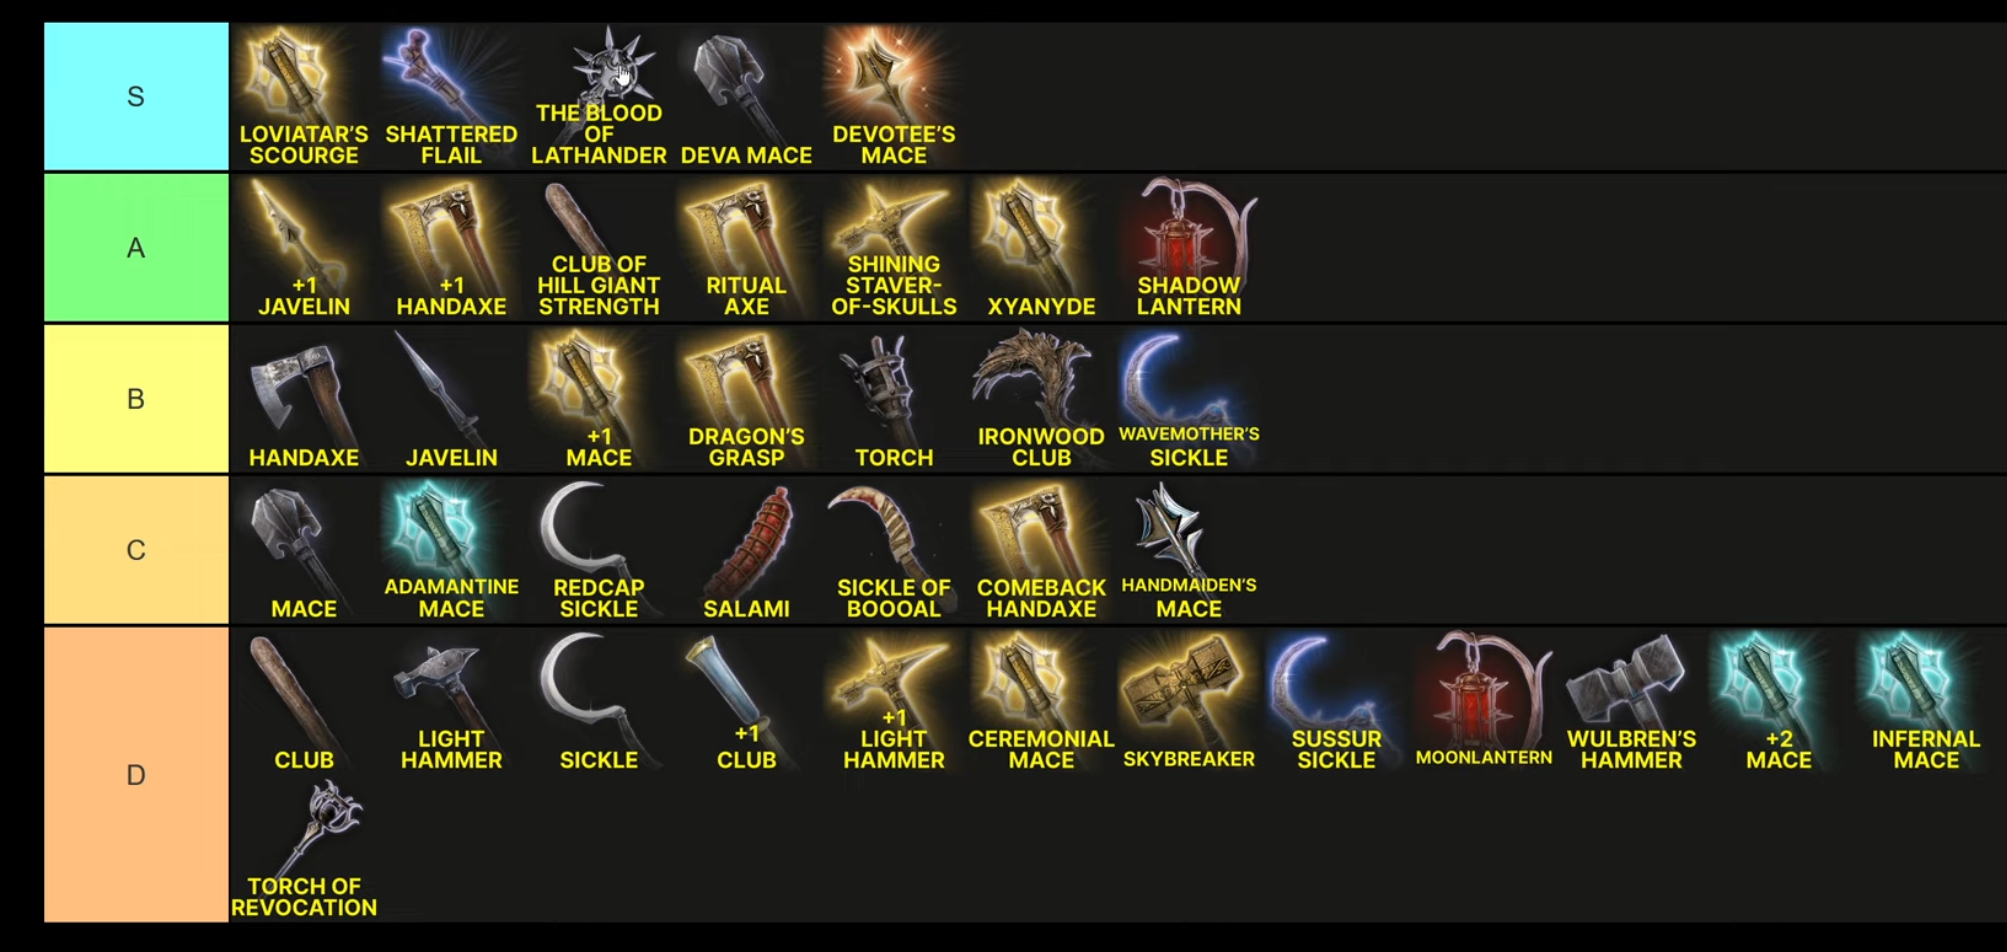 S
LOVIATAR'S
SCOURGE
SHATTERED
FLAIL
THE BLOOD
OF
LATHANDER
DEVA MACE
DEVOTEE'S
MACE
A
+1
JAVELIN
+1
HANDAXE
CLUB OF
HILL GIANT
STRENGTH
RITUAL
AXE
SHINING
STAVER-
OF-SKULLS
XYANYDE
SHADOW
LANTERN
B
HANDAXE
JAVELIN
+1
MACE
DRAGON'S
GRASP
TORCH
IRONWOOD
CLUB
WAVEMOTHER'S
SICKLE
C
MACE
ADAMANTINE
MACE
REDCAP
SICKLE
SALAMI
SICKLE OF
BOOOAL
COMEBACK
HANDAXE
HANDMAIDEN'S
MACE
D
CLUB
LIGHT
HAMMER
SICKLE
+1
CLUB
+1
LIGHT
HAMMER
CEREMONIAL
MACE
SKYBREAKER
SUSSUR
SICKLE
MOONLANTERN
WULBREN'S
HAMMER
+2
MACE
INFERNAL
MACE
TORCH OF
REVOCATION